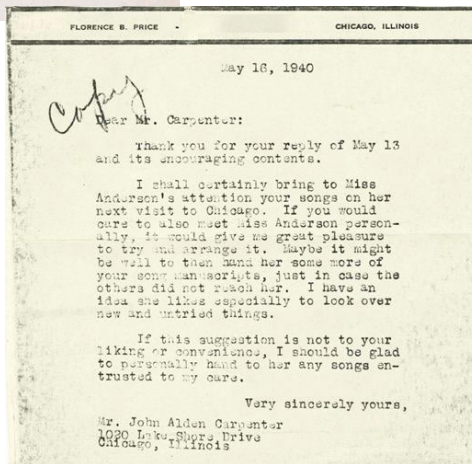 FLORENCE B. PRICE - CHICAGO, ILLINOIS
May 16, 1940
Copy
Dear Mr. Carpenter:
Thank you for your reply of May 13
and its encouraging contents.
I shall certainly bring to Miss
Anderson's attention your songs on her
next visit to Chicago. If you would
care to also meet Miss Anderson person-
ally, it would give me great pleasure
to try and arrange it. Maybe it might
be well to then hand her some more of
your song manuscripts, just in case the
others did not reach her. I have an
idea she likes especially to look over
new and untried things.
If this suggestion is not to your
liking or convenience, I should be glad
to personally hand to her any songs en-
trusted to my care.
Very sincerely yours,
Mr. John Alden Carpenter
1020 Lake Shore Drive
Chicago, Illinois